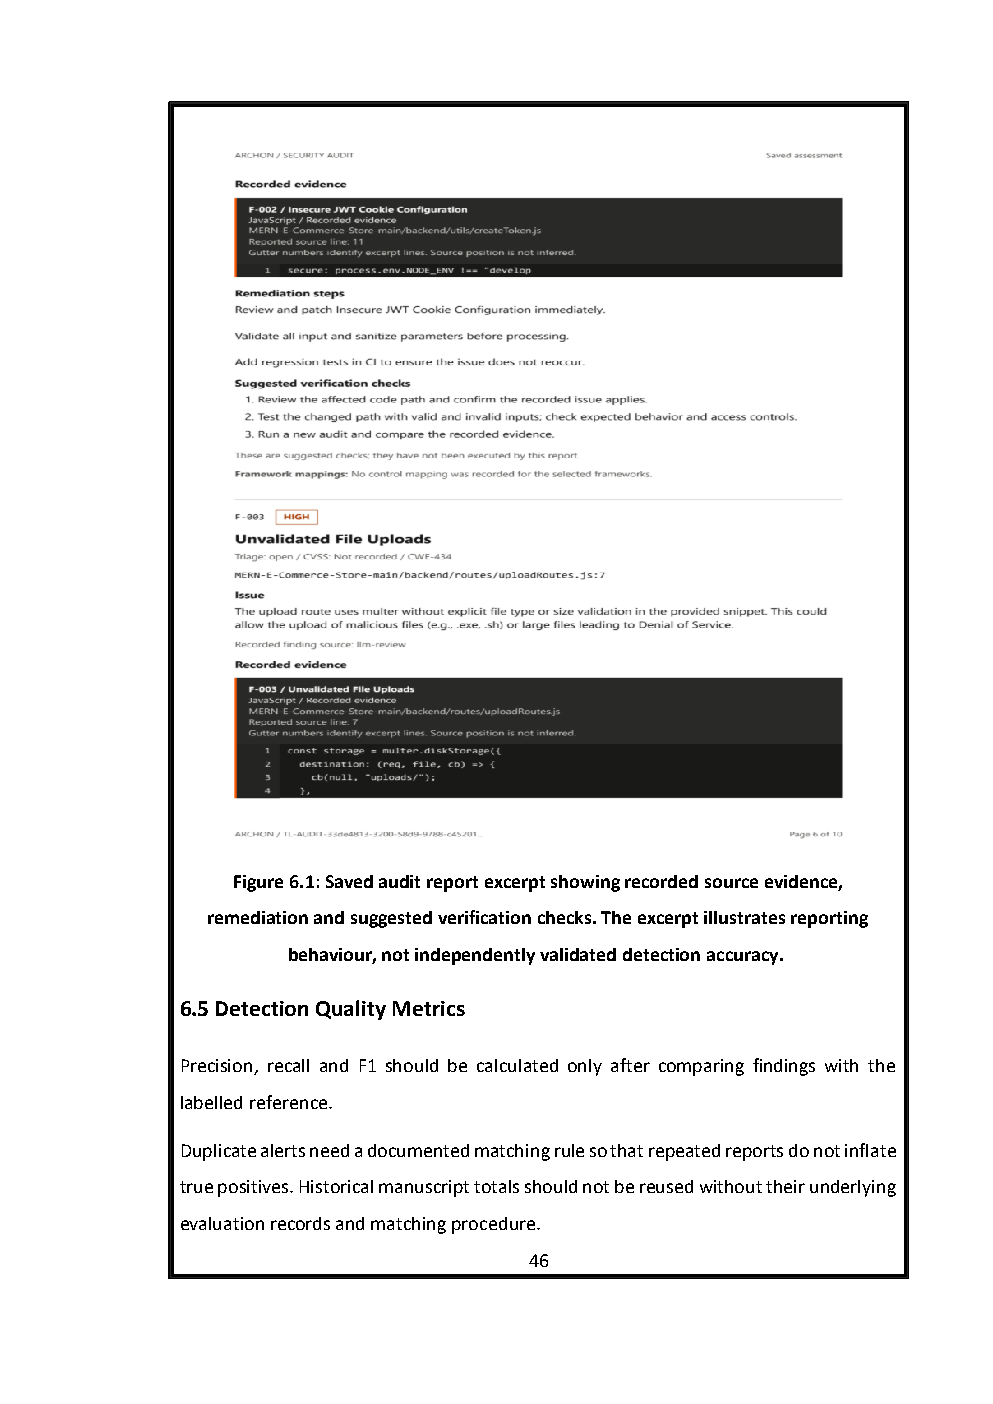 ARCHON / SECURITY AUDIT
Saved assessment
Recorded evidence
F-002 / Insecure JWT Cookie Configuration
JavaScript / Recorded evidence
MERN-E-Commerce-Store-main/backend/utils/createToken.js
Reported source line: 11
Gutter numbers identify excerpt lines. Source position is not inferred.
1 secure: process.env.NODE_ENV !== "develop
Remediation steps
Review and patch Insecure JWT Cookie Configuration immediately.
Validate all input and sanitize parameters before processing.
Add regression tests in CI to ensure the issue does not reoccur.
Suggested verification checks
1. Review the affected code path and confirm the recorded issue applies.
2. Test the changed path with valid and invalid inputs; check expected behavior and access controls.
3. Run a new audit and compare the recorded evidence.
These are suggested checks; they have not been executed by this report
Framework mappings: No control mapping was recorded for the selected frameworks.
F-003 HIGH
Unvalidated File Uploads
Triage: open / CVSS: Not recorded / CWE-434
MERN-E-Commerce-Store-main/backend/routes/uploadRoutes.js:7
Issue
The upload route uses multer without explicit file type or size validation in the provided snippet. This could
allow the upload of malicious files (e.g., .exe, .sh) or large files leading to Denial of Service.
Recorded finding source: llm-review
Recorded evidence
F-003 / Unvalidated File Uploads
JavaScript / Recorded evidence
MERN-E-Commerce-Store-main/backend/routes/uploadRoutes.js
Reported source line: 7
Gutter numbers identify excerpt lines. Source position is not inferred.
1 const storage = multer.diskStorage({
2 destination: (req, file, cb) => {
3 cb(null, "uploads/");
4 },
ARCHON /
Page 6 of 10
Figure 6.1: Saved audit report excerpt showing recorded source evidence,
remediation and suggested verification checks. The excerpt illustrates reporting
behaviour, not independently validated detection accuracy.
6.5 Detection Quality Metrics
Precision, recall and F1 should be calculated only after comparing findings with the
labelled reference.
Duplicate alerts need a documented matching rule so that repeated reports do not inflate
true positives. Historical manuscript totals should not be reused without their underlying
evaluation records and matching procedure.
46